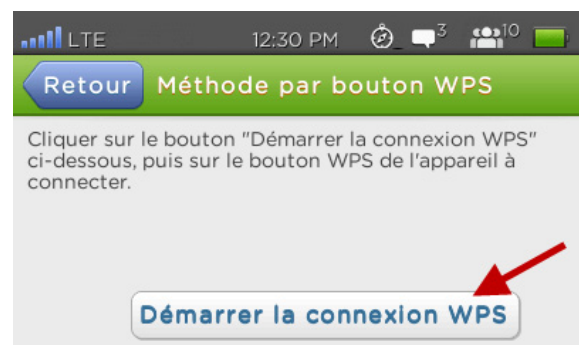 LTE 12:30 PM 3 10
Retour Méthode par bouton WPS
Cliquer sur le bouton "Démarrer la connexion WPS"
ci-dessous, puis sur le bouton WPS de l'appareil à
connecter.
Démarrer la connexion WPS